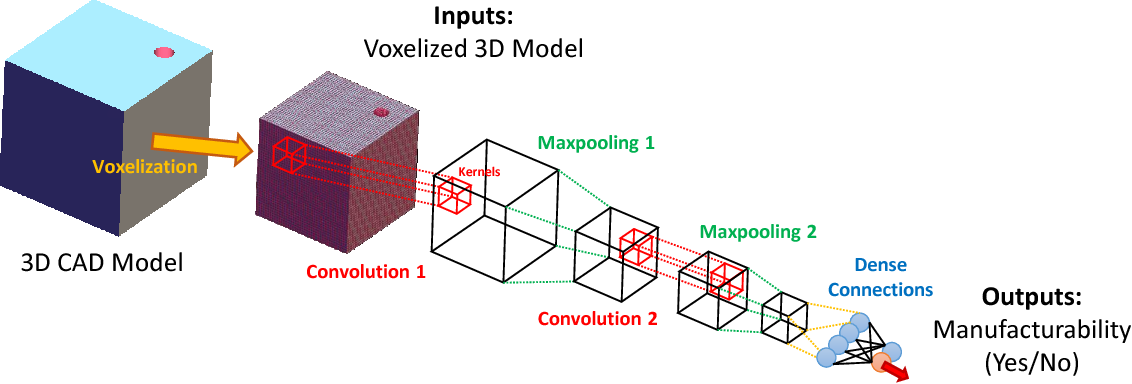 Inputs:
Voxelized 3D Model
Voxelization
3D CAD Model
Kernels
Convolution 1
Maxpooling 1
Convolution 2
Maxpooling 2
Dense
Connections
Outputs:
Manufacturability
(Yes/No)